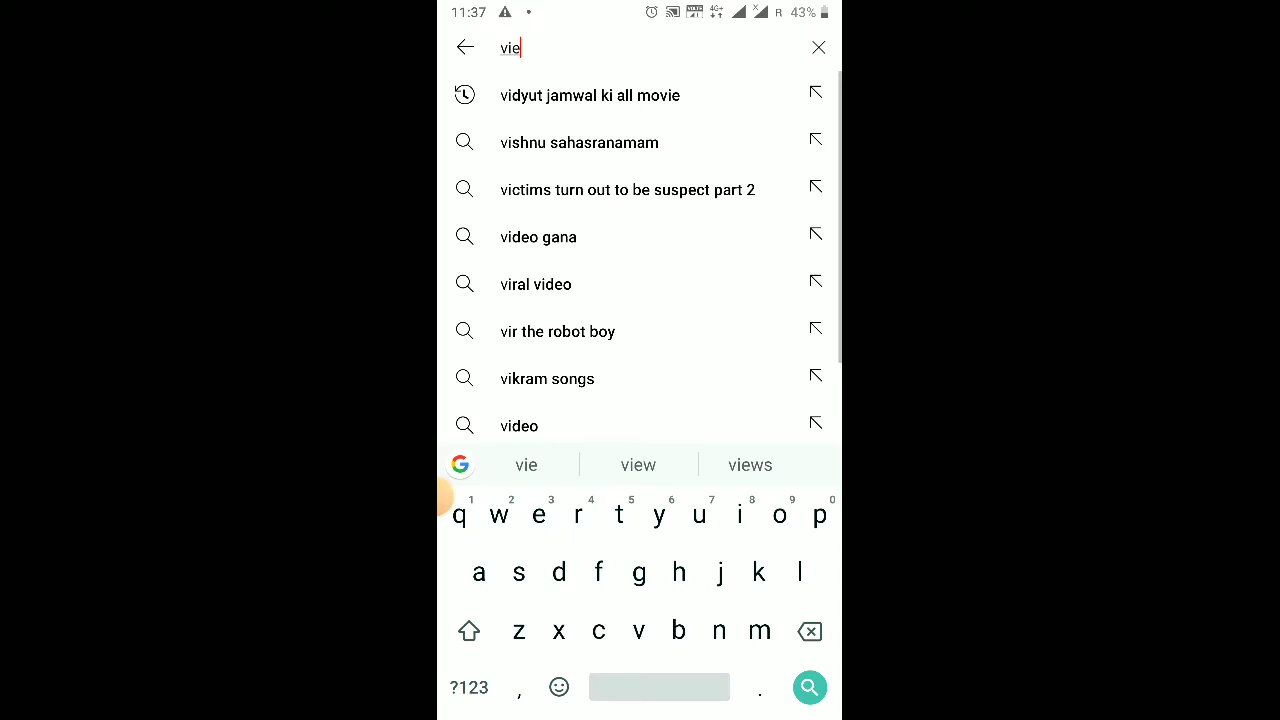 11:37 VOLTE 4G+ X R 43%
vie
vidyut jamwal ki all movie
vishnu sahasranamam
victims turn out to be suspect part 2
video gana
viral video
vir the robot boy
vikram songs
video
G vie view views
1 2 3 4 5 6 7 8 9 0
q w e r t y u i o p
a s d f g h j k l
z x c v b n m
?123 , .